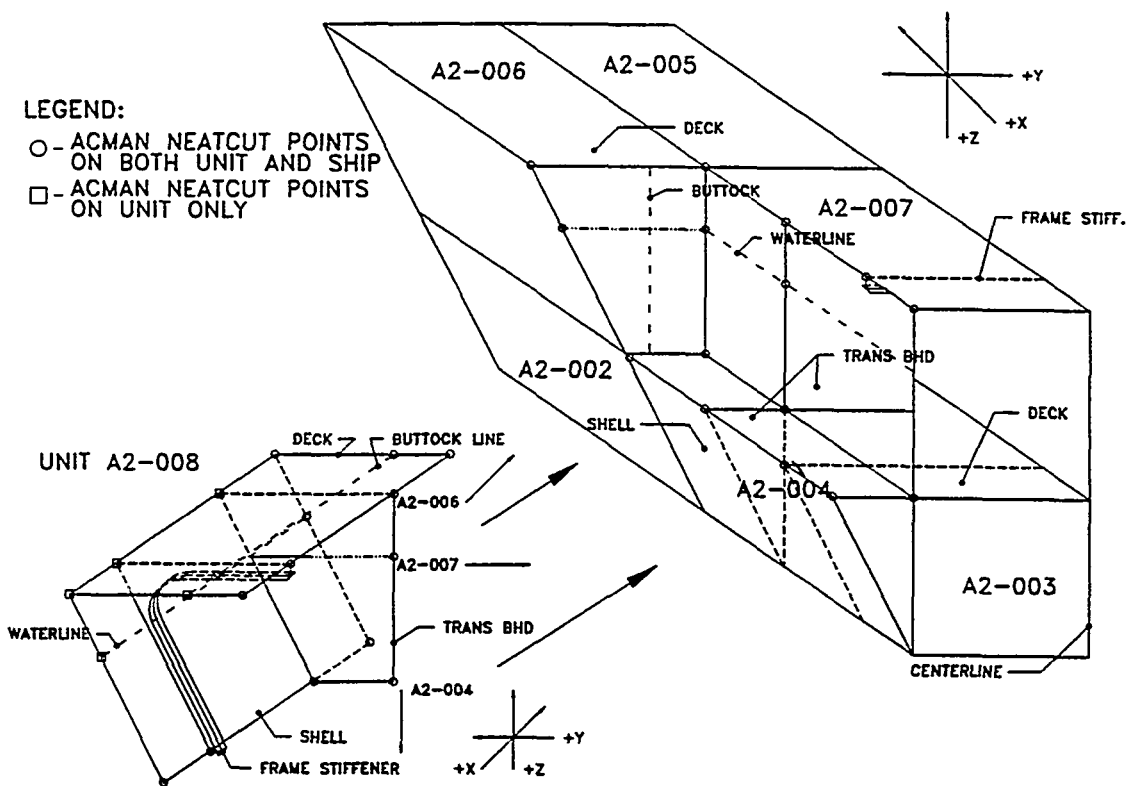 A2-006
A2-005
+Y
+X
+Z
LEGEND:
○ - ACMAN NEATCUT POINTS
ON BOTH UNIT AND SHIP
□ - ACMAN NEATCUT POINTS
ON UNIT ONLY
DECK
BUTTOCK
A2-007
FRAME STIFF.
WATERLINE
A2-002
TRANS BHD
SHELL
DECK
A2-004
A2-003
CENTERLINE
UNIT A2-008
DECK
BUTTOCK LINE
A2-006
A2-007
WATERLINE
TRANS BHD
A2-004
SHELL
FRAME STIFFENER
+Y
+X
+Z